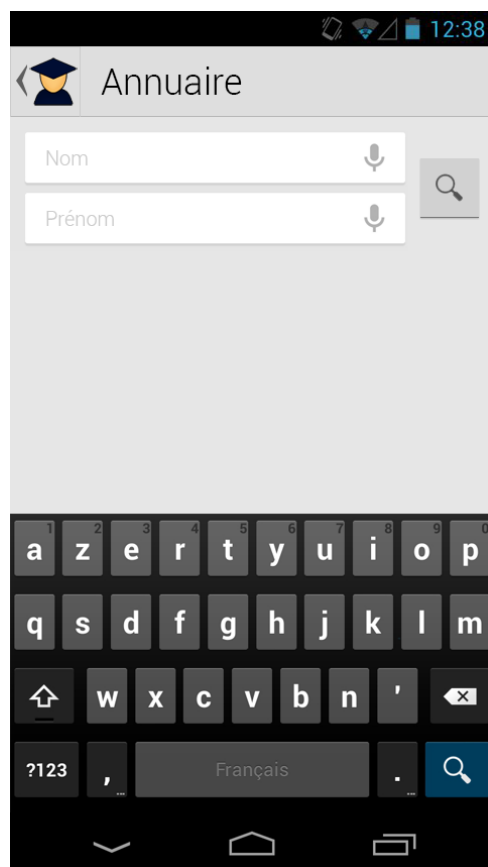 12:38
Annuaire
Nom
Prénom
1 2 3 4 5 6 7 8 9 0
a z e r t y u i o p
q s d f g h j k l m
w x c v b n '
?123 , ... Français . ...